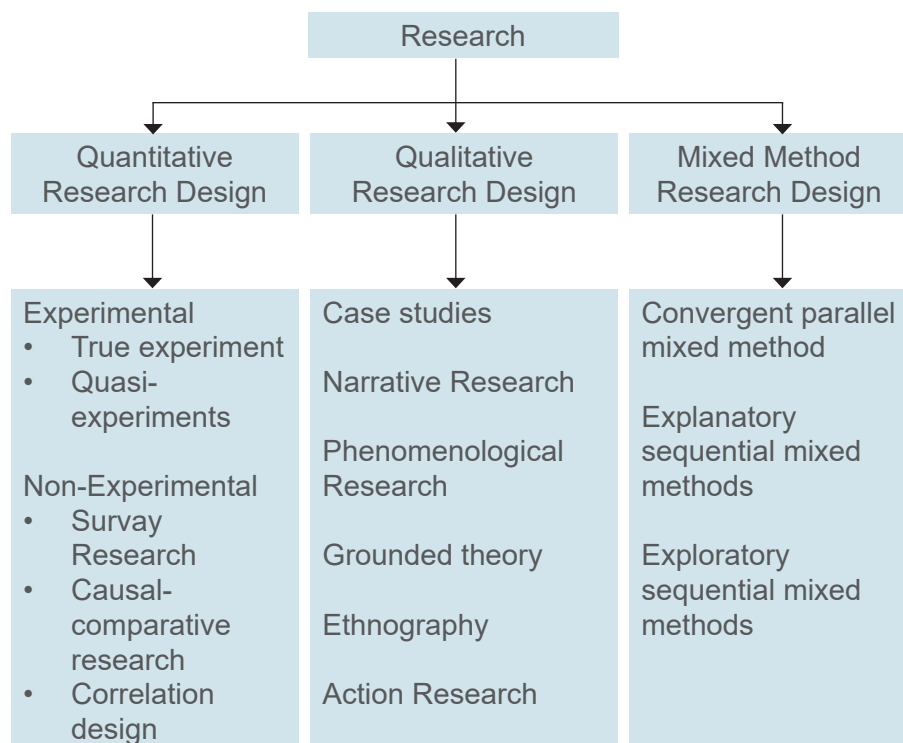 Research
Quantitative
Research Design
Qualitative
Research Design
Mixed Method
Research Design
Experimental
• True experiment
• Quasi-
experiments
Non-Experimental
• Survay
Research
• Causal-
comparative
research
• Correlation
design
Case studies
Narrative Research
Phenomenological
Research
Grounded theory
Ethnography
Action Research
Convergent parallel
mixed method
Explanatory
sequential mixed
methods
Exploratory
sequential mixed
methods